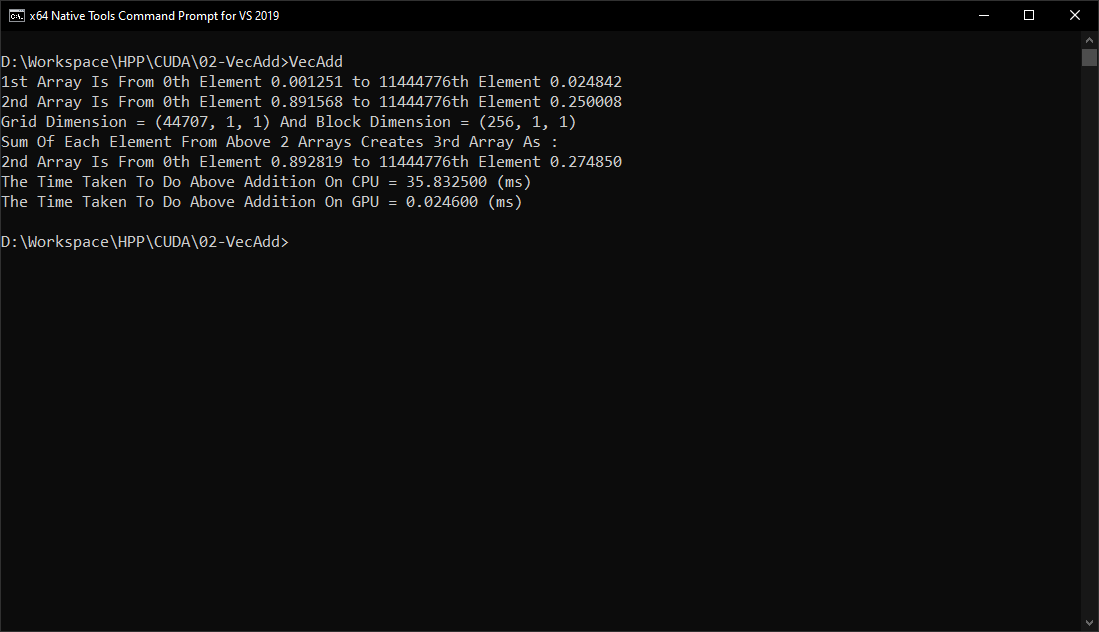 x64 Native Tools Command Prompt for VS 2019
D:\Workspace\HPP\CUDA\02-VecAdd>VecAdd
1st Array Is From 0th Element 0.001251 to 11444776th Element 0.024842
2nd Array Is From 0th Element 0.891568 to 11444776th Element 0.250008
Grid Dimension = (44707, 1, 1) And Block Dimension = (256, 1, 1)
Sum Of Each Element From Above 2 Arrays Creates 3rd Array As :
2nd Array Is From 0th Element 0.892819 to 11444776th Element 0.274850
The Time Taken To Do Above Addition On CPU = 35.832500 (ms)
The Time Taken To Do Above Addition On GPU = 0.024600 (ms)
D:\Workspace\HPP\CUDA\02-VecAdd>